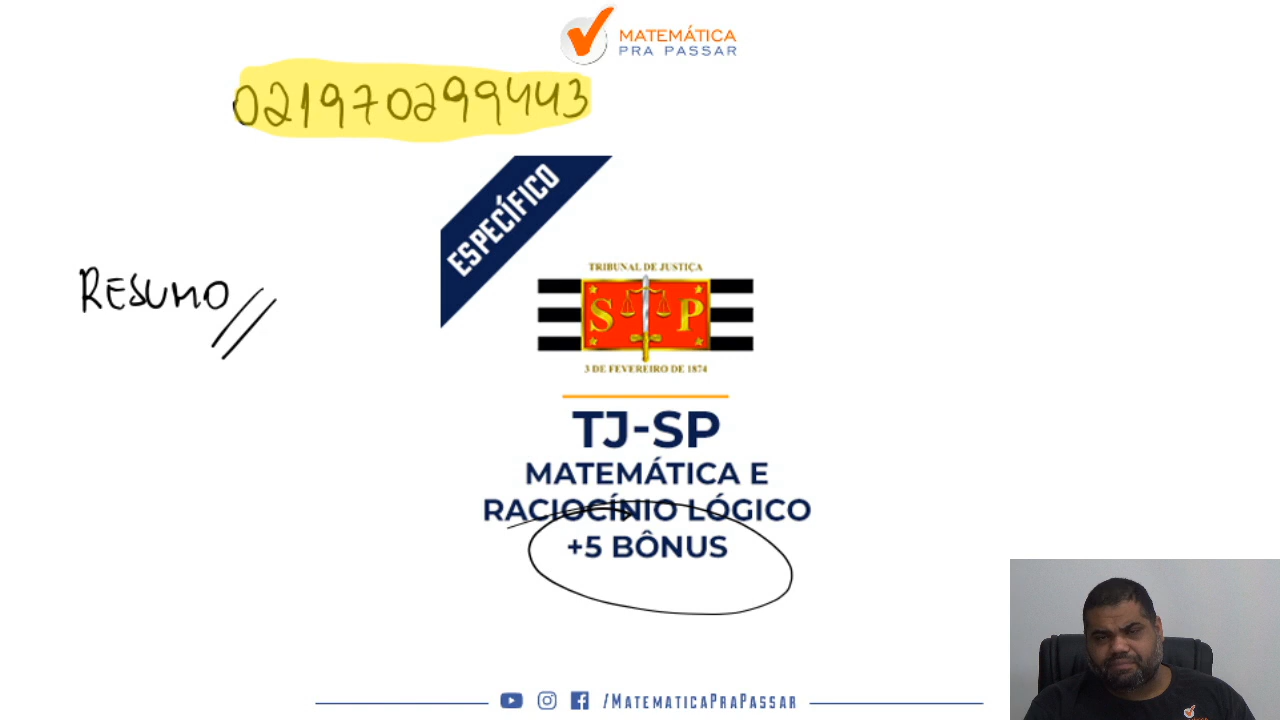 MATEMÁTICA
PRA PASSAR
021970299443
ESPECÍFICO
RESUMO
TRIBUNAL DE JUSTIÇA
S P
3 DE FEVEREIRO DE 1874
TJ-SP
MATEMÁTICA E
RACIOCÍNIO LÓGICO
+5 BÔNUS
/MATEMATICAPRAPASSAR